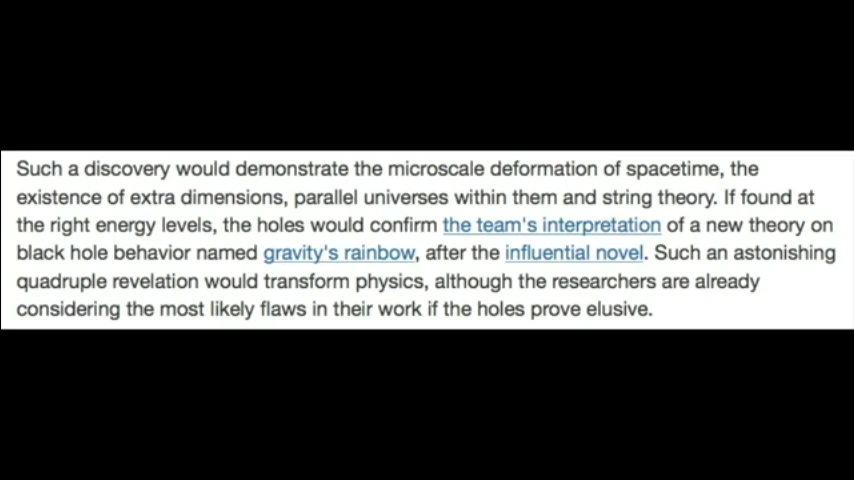 Such a discovery would demonstrate the microscale deformation of spacetime, the
existence of extra dimensions, parallel universes within them and string theory. If found at
the right energy levels, the holes would confirm the team's interpretation of a new theory on
black hole behavior named gravity's rainbow, after the influential novel. Such an astonishing
quadruple revelation would transform physics, although the researchers are already
considering the most likely flaws in their work if the holes prove elusive.